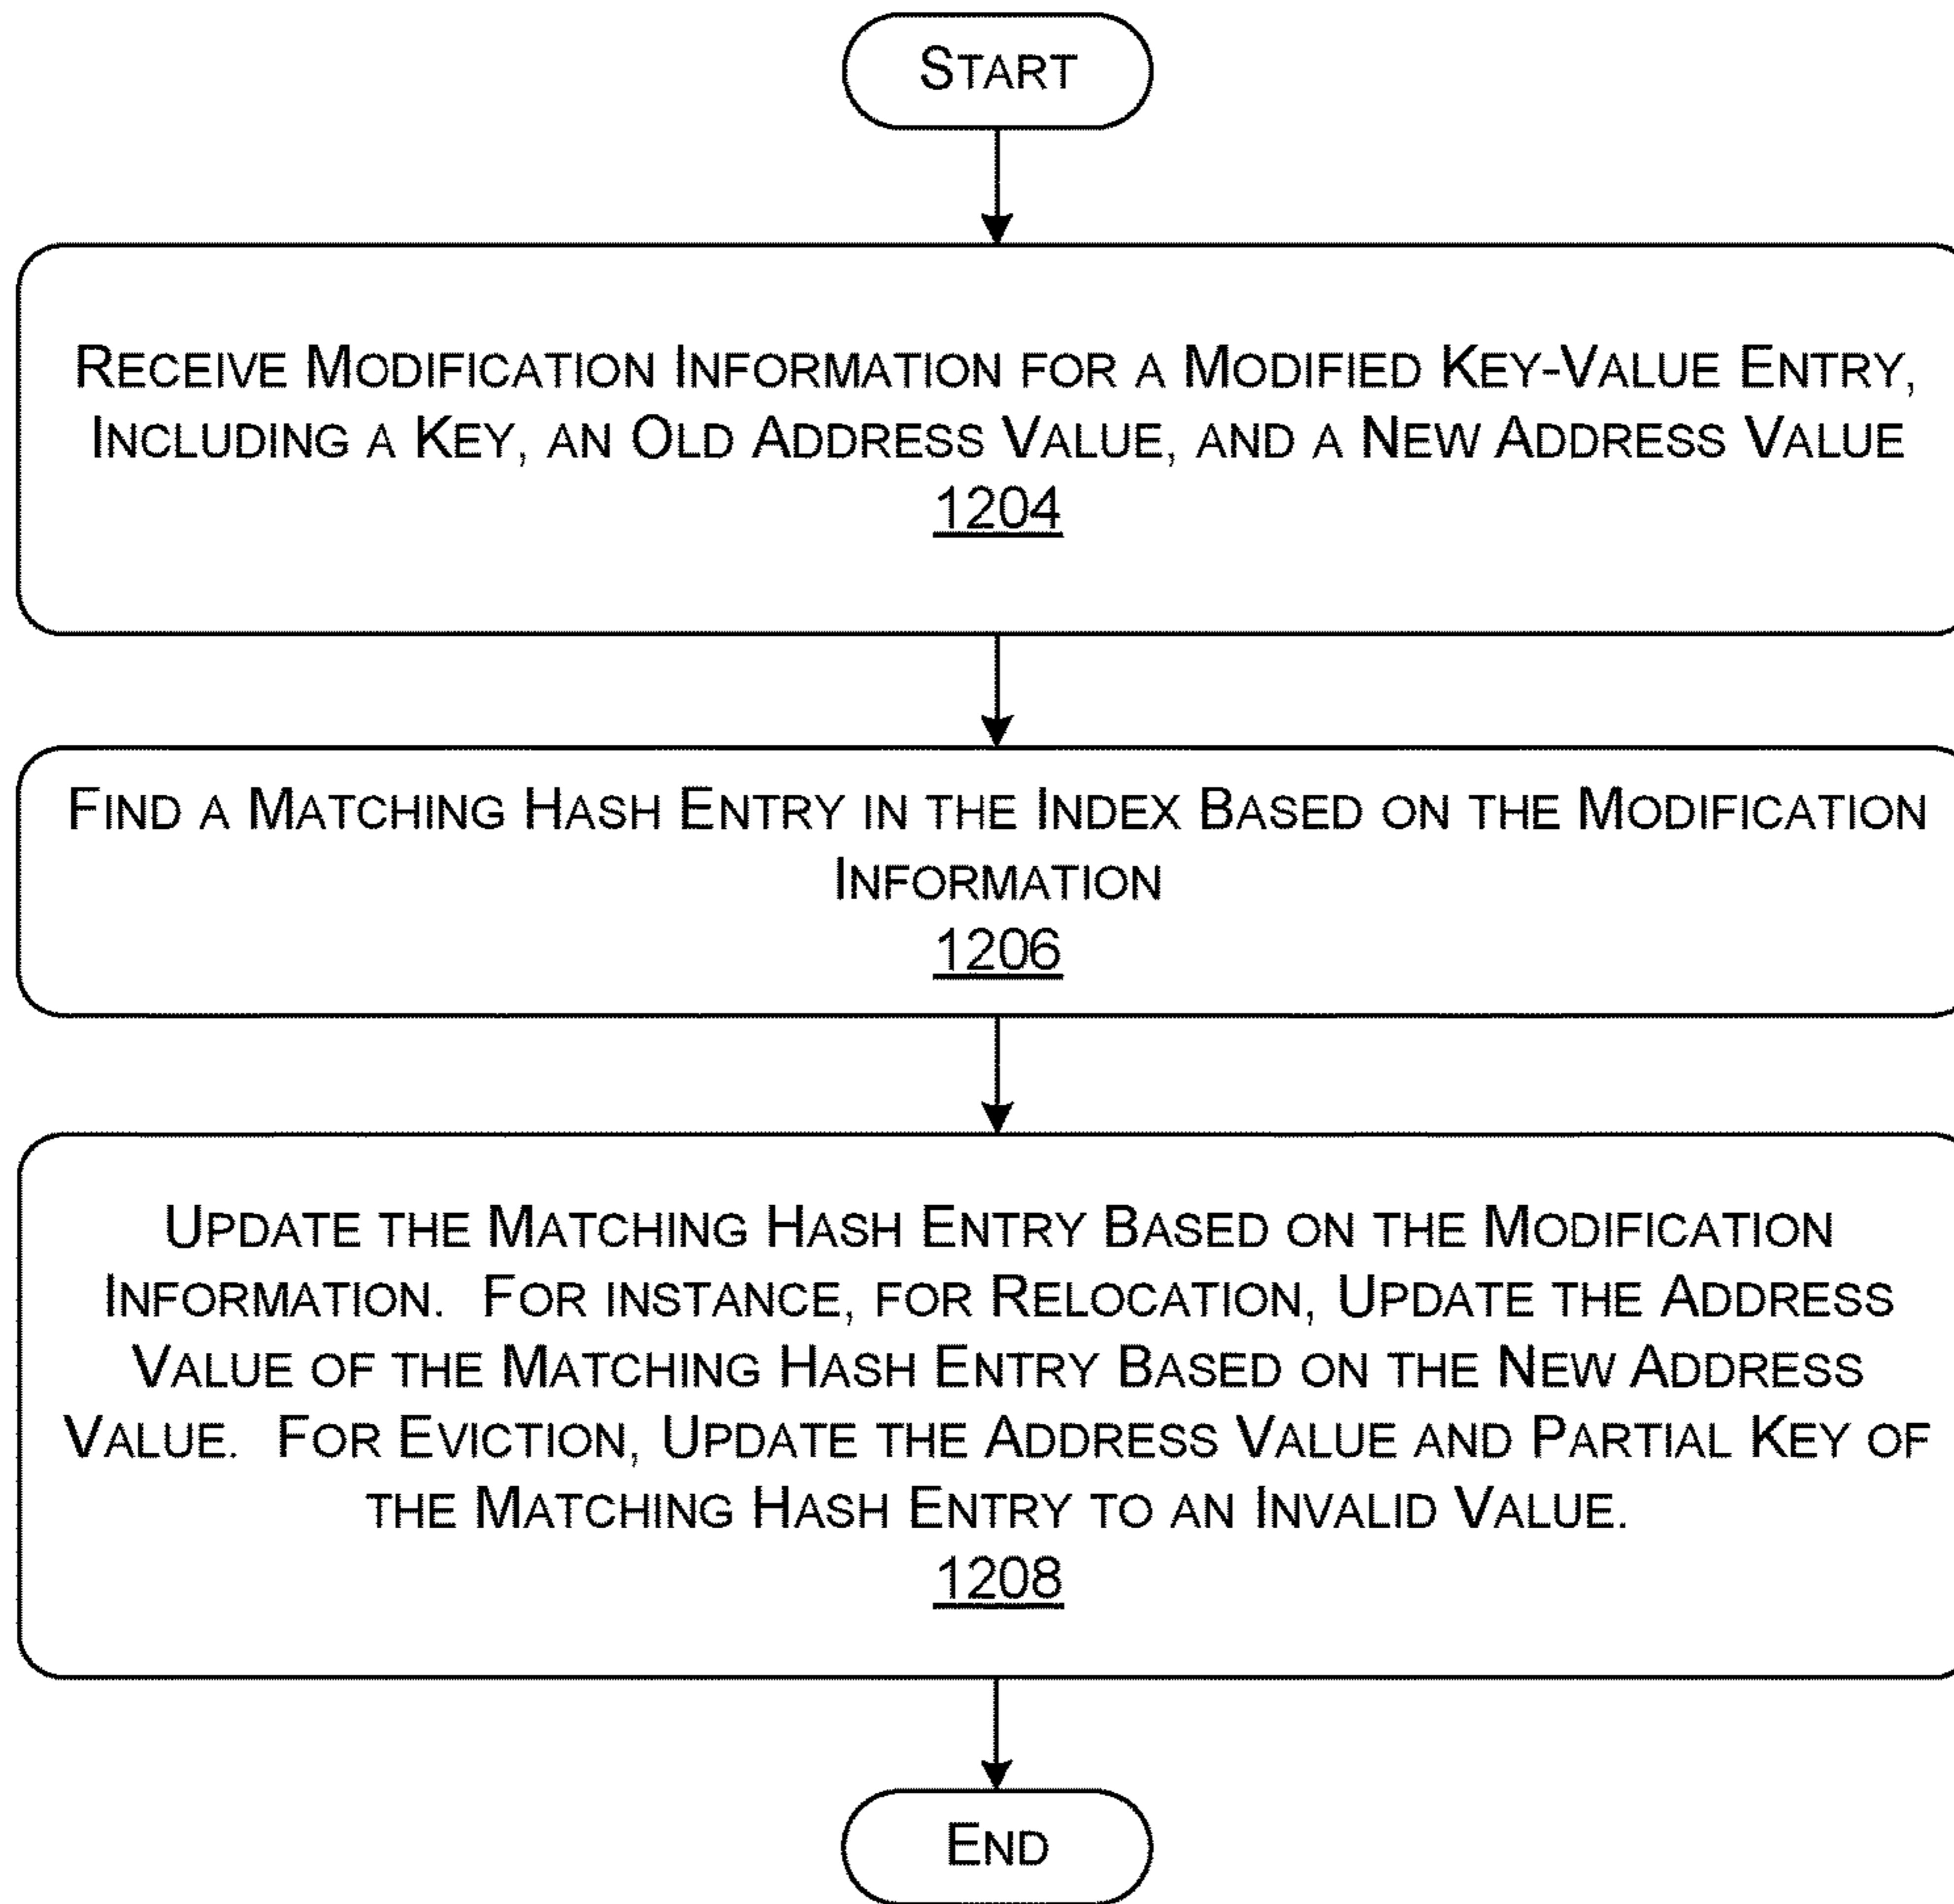 START
RECEIVE MODIFICATION INFORMATION FOR A MODIFIED KEY-VALUE ENTRY,
INCLUDING A KEY, AN OLD ADDRESS VALUE, AND A NEW ADDRESS VALUE
1204
FIND A MATCHING HASH ENTRY IN THE INDEX BASED ON THE MODIFICATION
INFORMATION
1206
UPDATE THE MATCHING HASH ENTRY BASED ON THE MODIFICATION
INFORMATION. FOR INSTANCE, FOR RELOCATION, UPDATE THE ADDRESS
VALUE OF THE MATCHING HASH ENTRY BASED ON THE NEW ADDRESS
VALUE. FOR EVICTION, UPDATE THE ADDRESS VALUE AND PARTIAL KEY OF
THE MATCHING HASH ENTRY TO AN INVALID VALUE.
1208
END